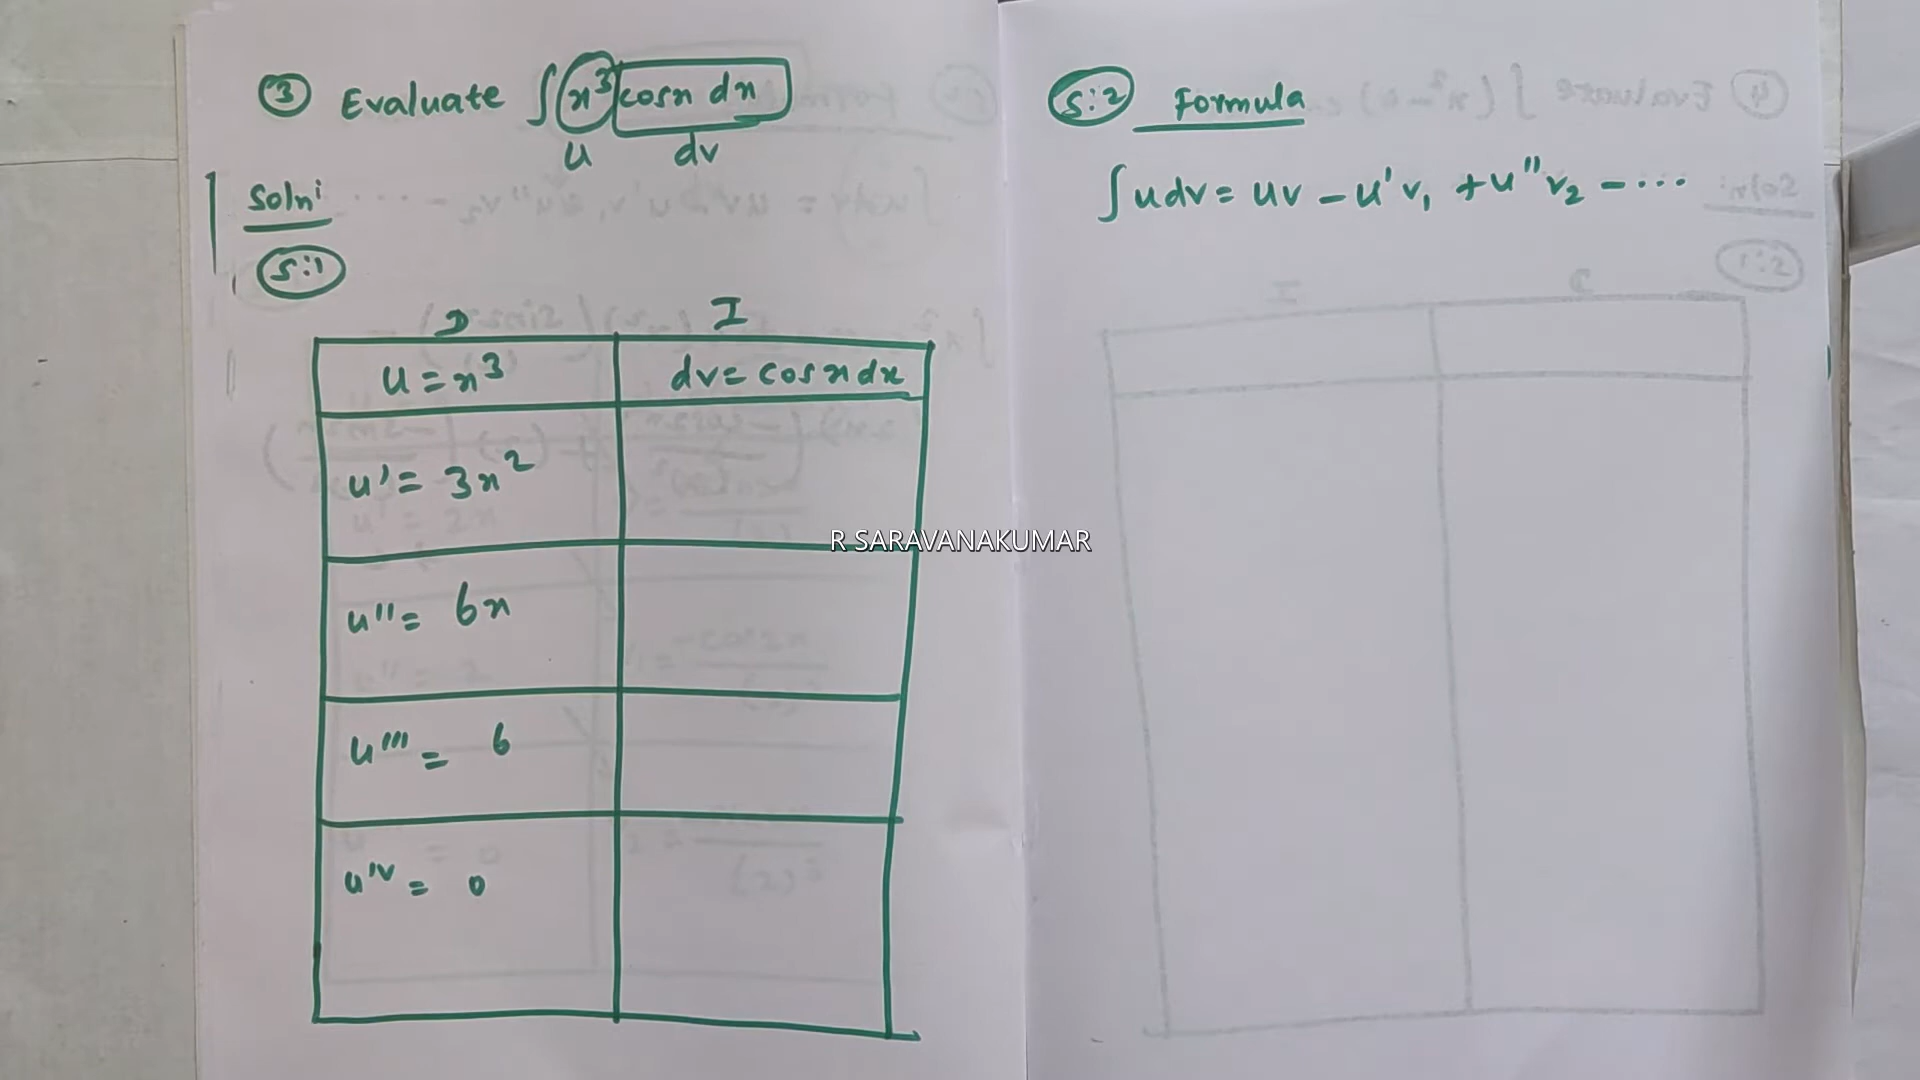 ③ Evaluate ∫x³ cosx dx
u dv
Soln:
S:1
D I
u = x³ dv = cosx dx
u' = 3x²
u'' = 6x
u''' = 6
u'v = 0
S:2 Formula
∫udv = uv - u'v₁ + u''v₂ - ...
R SARAVANAKUMAR